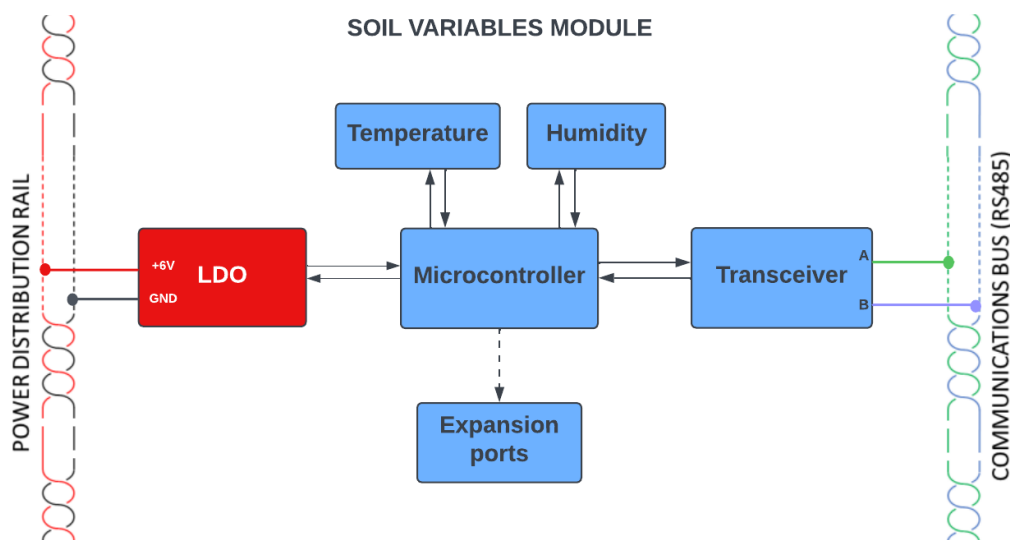 SOIL VARIABLES MODULE
Temperature
Humidity
POWER DISTRIBUTION RAIL
+6V
LDO
GND
Microcontroller
Transceiver
A
B
COMMUNICATIONS BUS (RS485)
Expansion
ports